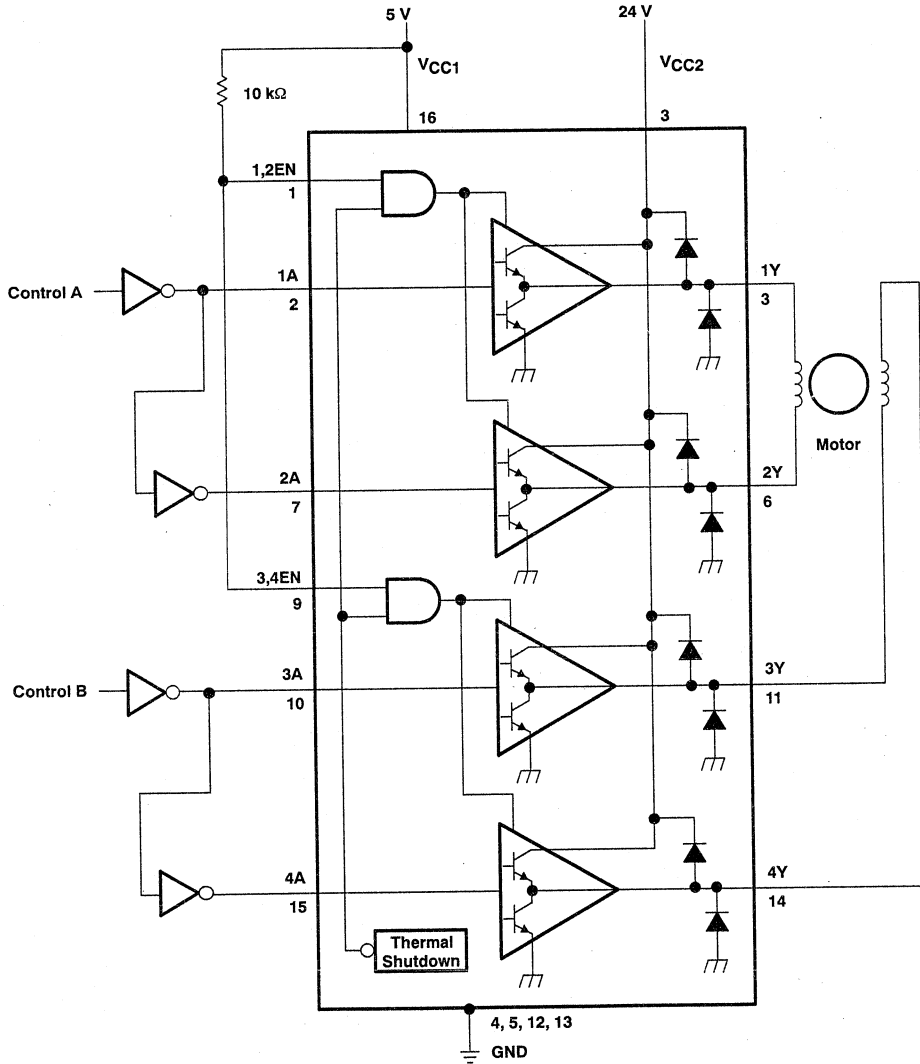 5 V
24 V
VCC1
VCC2
10 kΩ
16
3
1,2EN
1
Control A
1A
2
1Y
3
Motor
2A
7
2Y
6
3,4EN
9
Control B
3A
10
3Y
11
4A
15
4Y
14
Thermal
Shutdown
4, 5, 12, 13
GND